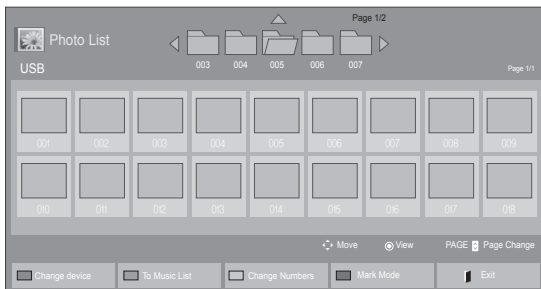 Page 1/2
Photo List
003 004 005 006 007
USB
Page 1/1
001 002 003 004 005 006 007 008 009
010 011 012 013 014 015 016 017 018
Move View PAGE Page Change
Change device To Music List Change Numbers Mark Mode Exit